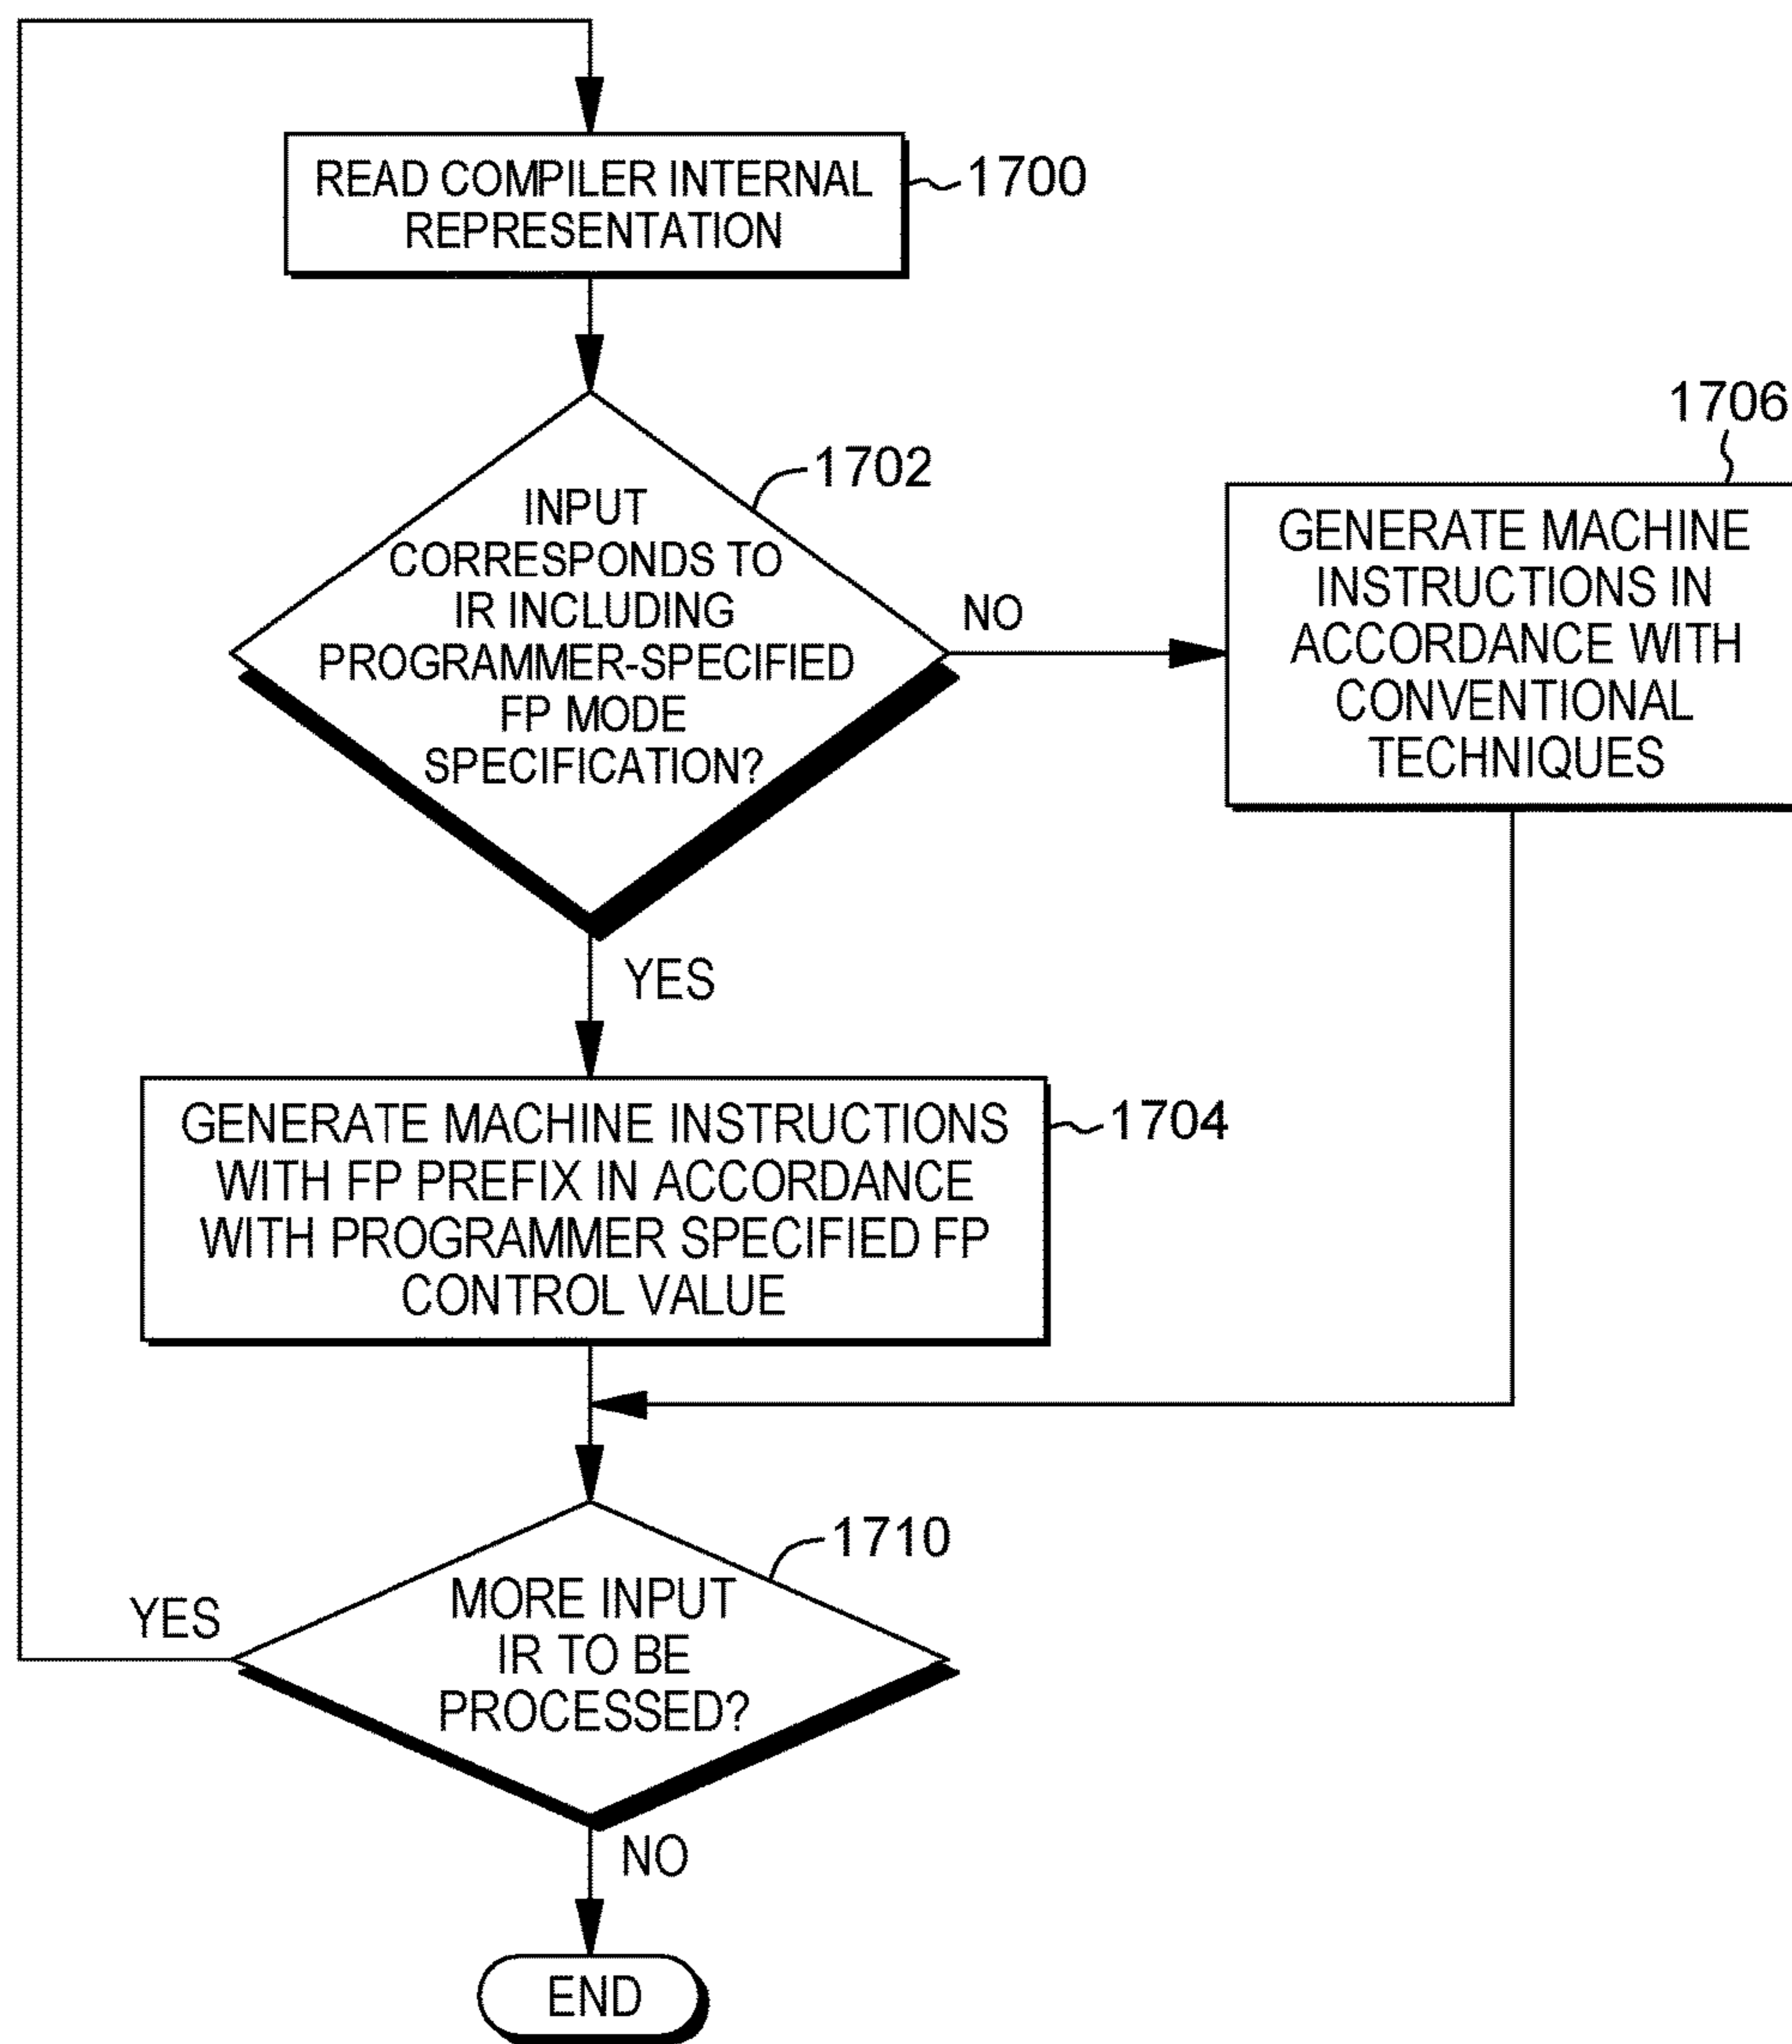 READ COMPILER INTERNAL
REPRESENTATION
1700
1702
INPUT
CORRESPONDS TO
IR INCLUDING
PROGRAMMER-SPECIFIED
FP MODE
SPECIFICATION?
NO
1706
GENERATE MACHINE
INSTRUCTIONS IN
ACCORDANCE WITH
CONVENTIONAL
TECHNIQUES
YES
GENERATE MACHINE INSTRUCTIONS
WITH FP PREFIX IN ACCORDANCE
WITH PROGRAMMER SPECIFIED FP
CONTROL VALUE
1704
1710
MORE INPUT
IR TO BE
PROCESSED?
YES
NO
END